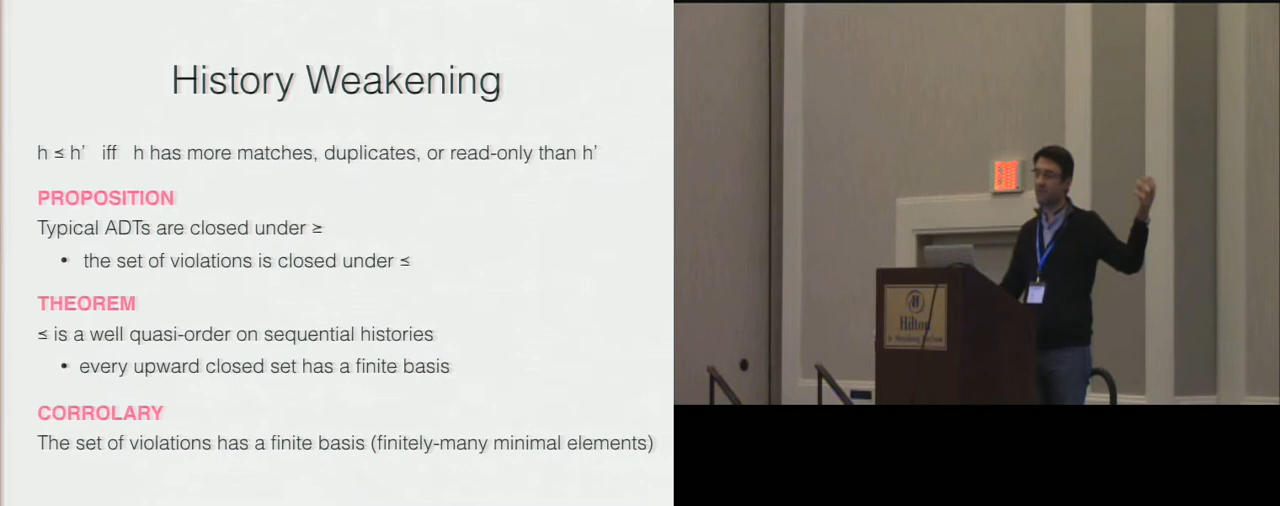 History Weakening
h ≤ h' iff h has more matches, duplicates, or read-only than h'
PROPOSITION
Typical ADTs are closed under ≥
• the set of violations is closed under ≤
THEOREM
≤ is a well quasi-order on sequential histories
• every upward closed set has a finite basis
CORROLARY
The set of violations has a finite basis (finitely-many minimal elements)
Hilton